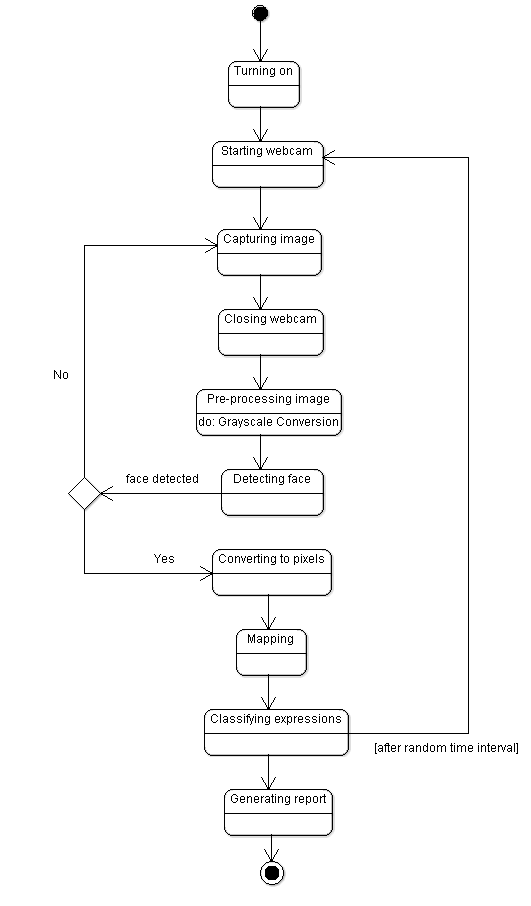 Turning on
Starting webcam
Capturing image
Closing webcam
No
Pre-processing image
do: Grayscale Conversion
face detected
Detecting face
Yes
Converting to pixels
Mapping
Classifying expressions
[after random time interval]
Generating report